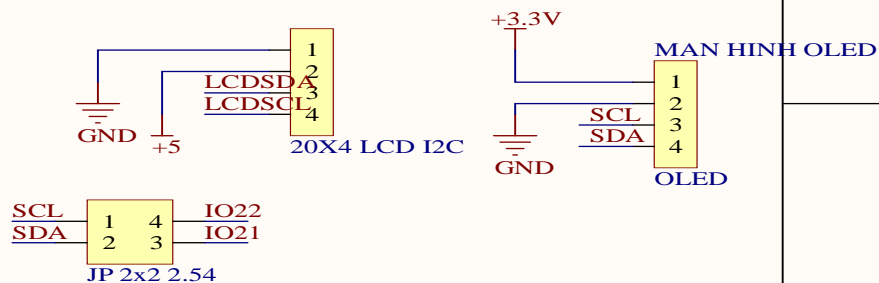 1
2
LCDSDA
3
LCDSCL
4
GND
+5
20X4 LCD I2C
+3.3V
MAN HINH OLED
1
2
SCL
3
SDA
4
GND
OLED
SCL
1
4
IO22
SDA
2
3
IO21
JP 2x2 2.54